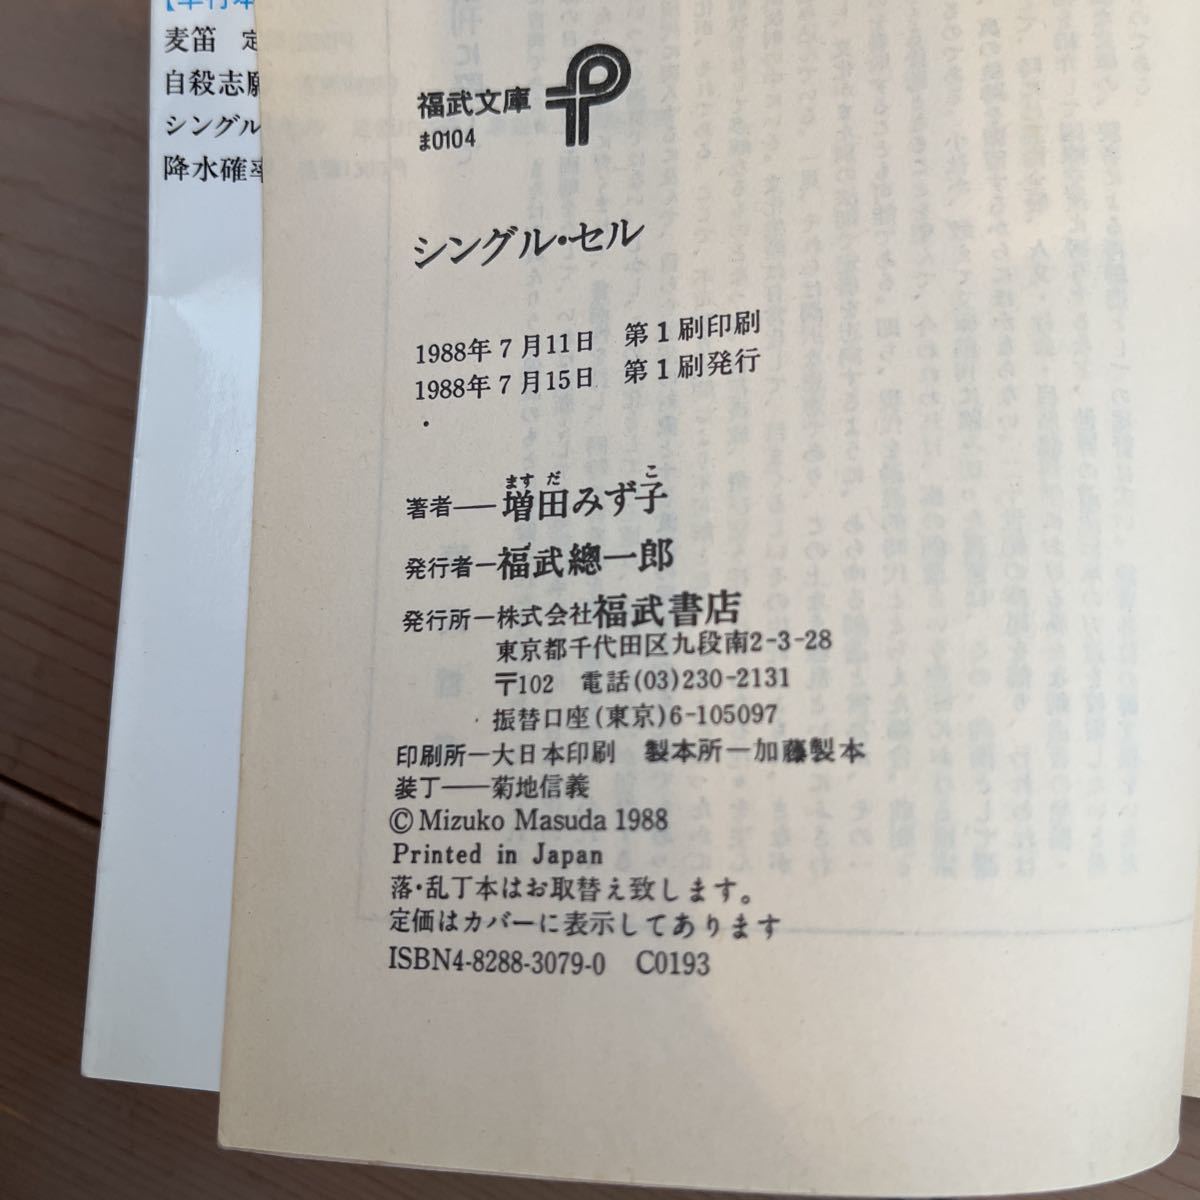 麦笛 定
自殺志願
シングル
降水確率
福武文庫
ま0104
シングル・セル
1988年7月11日 第1刷印刷
1988年7月15日 第1刷発行
著者―増田みず子
ます だ こ
発行者―福武總一郎
発行所―株式会社福武書店
東京都千代田区九段南2-3-28
〒102 電話(03)230-2131
振替口座(東京)6-105097
印刷所―大日本印刷 製本所―加藤製本
装丁―菊地信義
©Mizuko Masuda 1988
Printed in Japan
落・乱丁本はお取替え致します。
定価はカバーに表示してあります
ISBN4-8288-3079-0 C0193